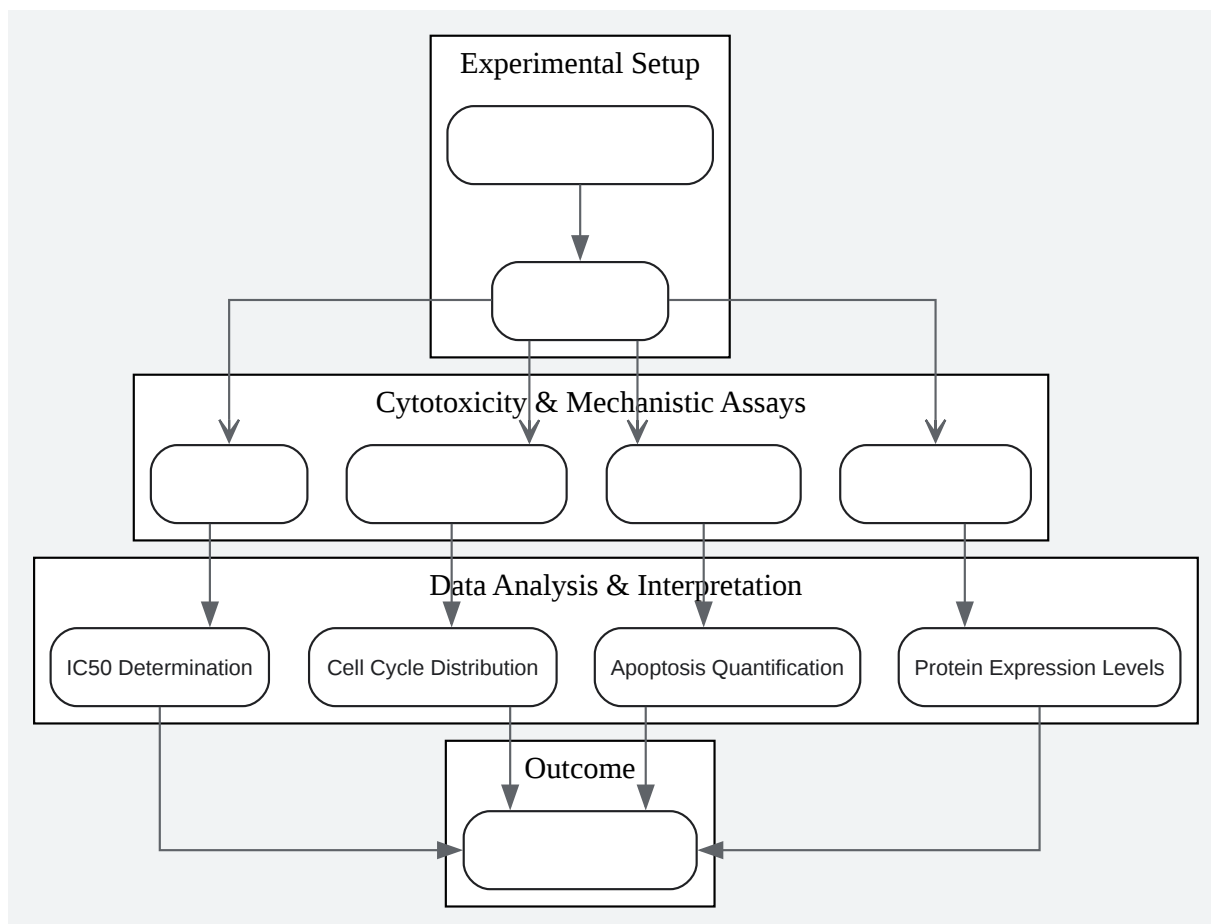 Experimental Setup
Cytotoxicity & Mechanistic Assays
Data Analysis & Interpretation
IC50 Determination
Cell Cycle Distribution
Apoptosis Quantification
Protein Expression Levels
Outcome